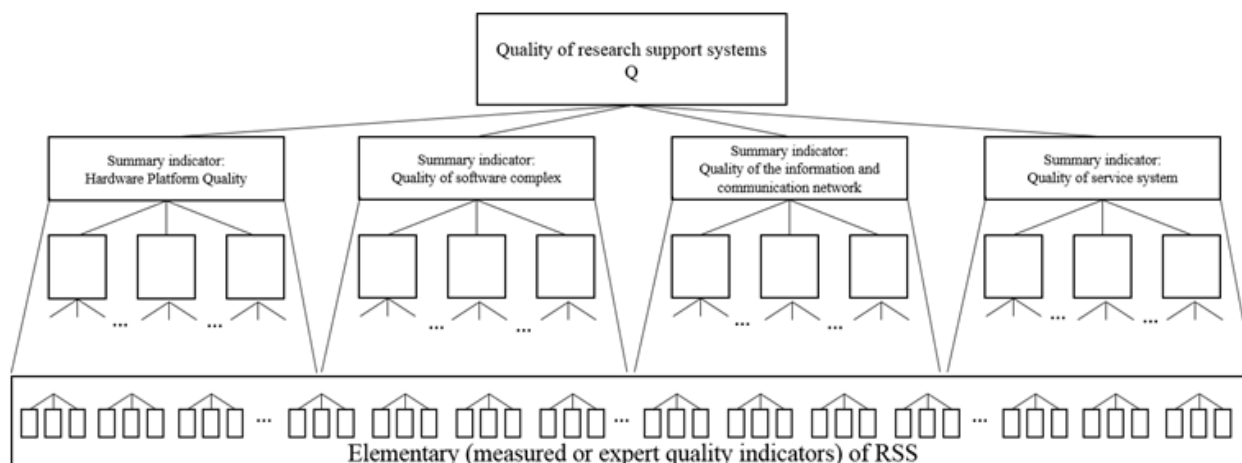 Quality of research support systems
Q
Summary indicator:
Hardware Platform Quality
Summary indicator:
Quality of software complex
Summary indicator:
Quality of the information and
communication network
Summary indicator:
Quality of service system
... ...
... ...
... ...
... ...
... ... ...
Elementary (measured or expert quality indicators) of RSS